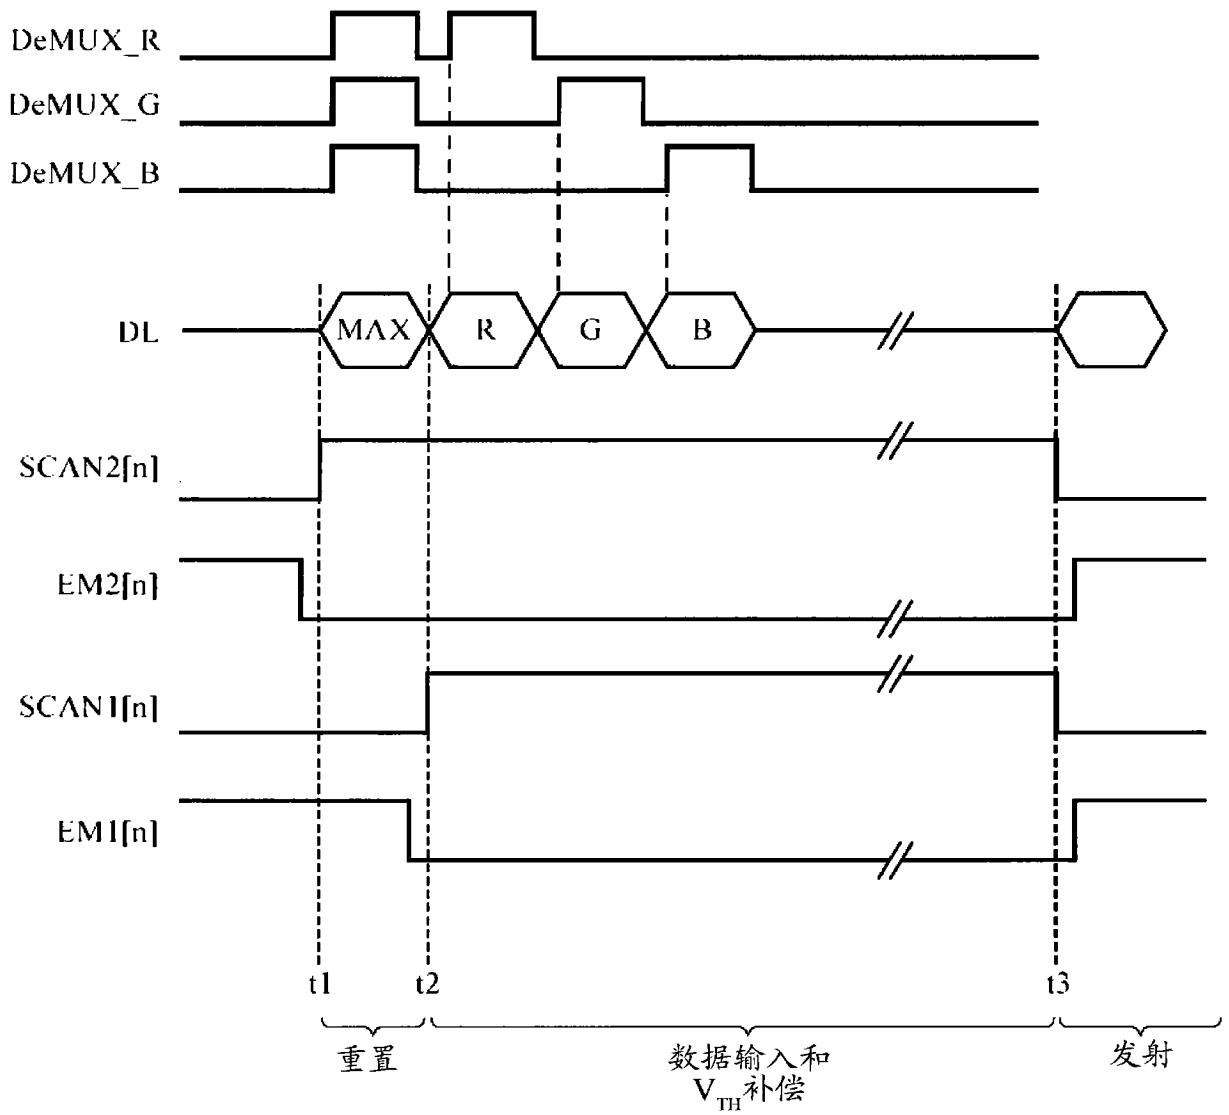 DeMUX_R
DeMUX_G
DeMUX_B
DL
MAX
R
G
B
SCAN2[n]
EM2[n]
SCAN1[n]
EM1[n]
t1
t2
t3
重置
数据输入和
V_TH补偿
发射